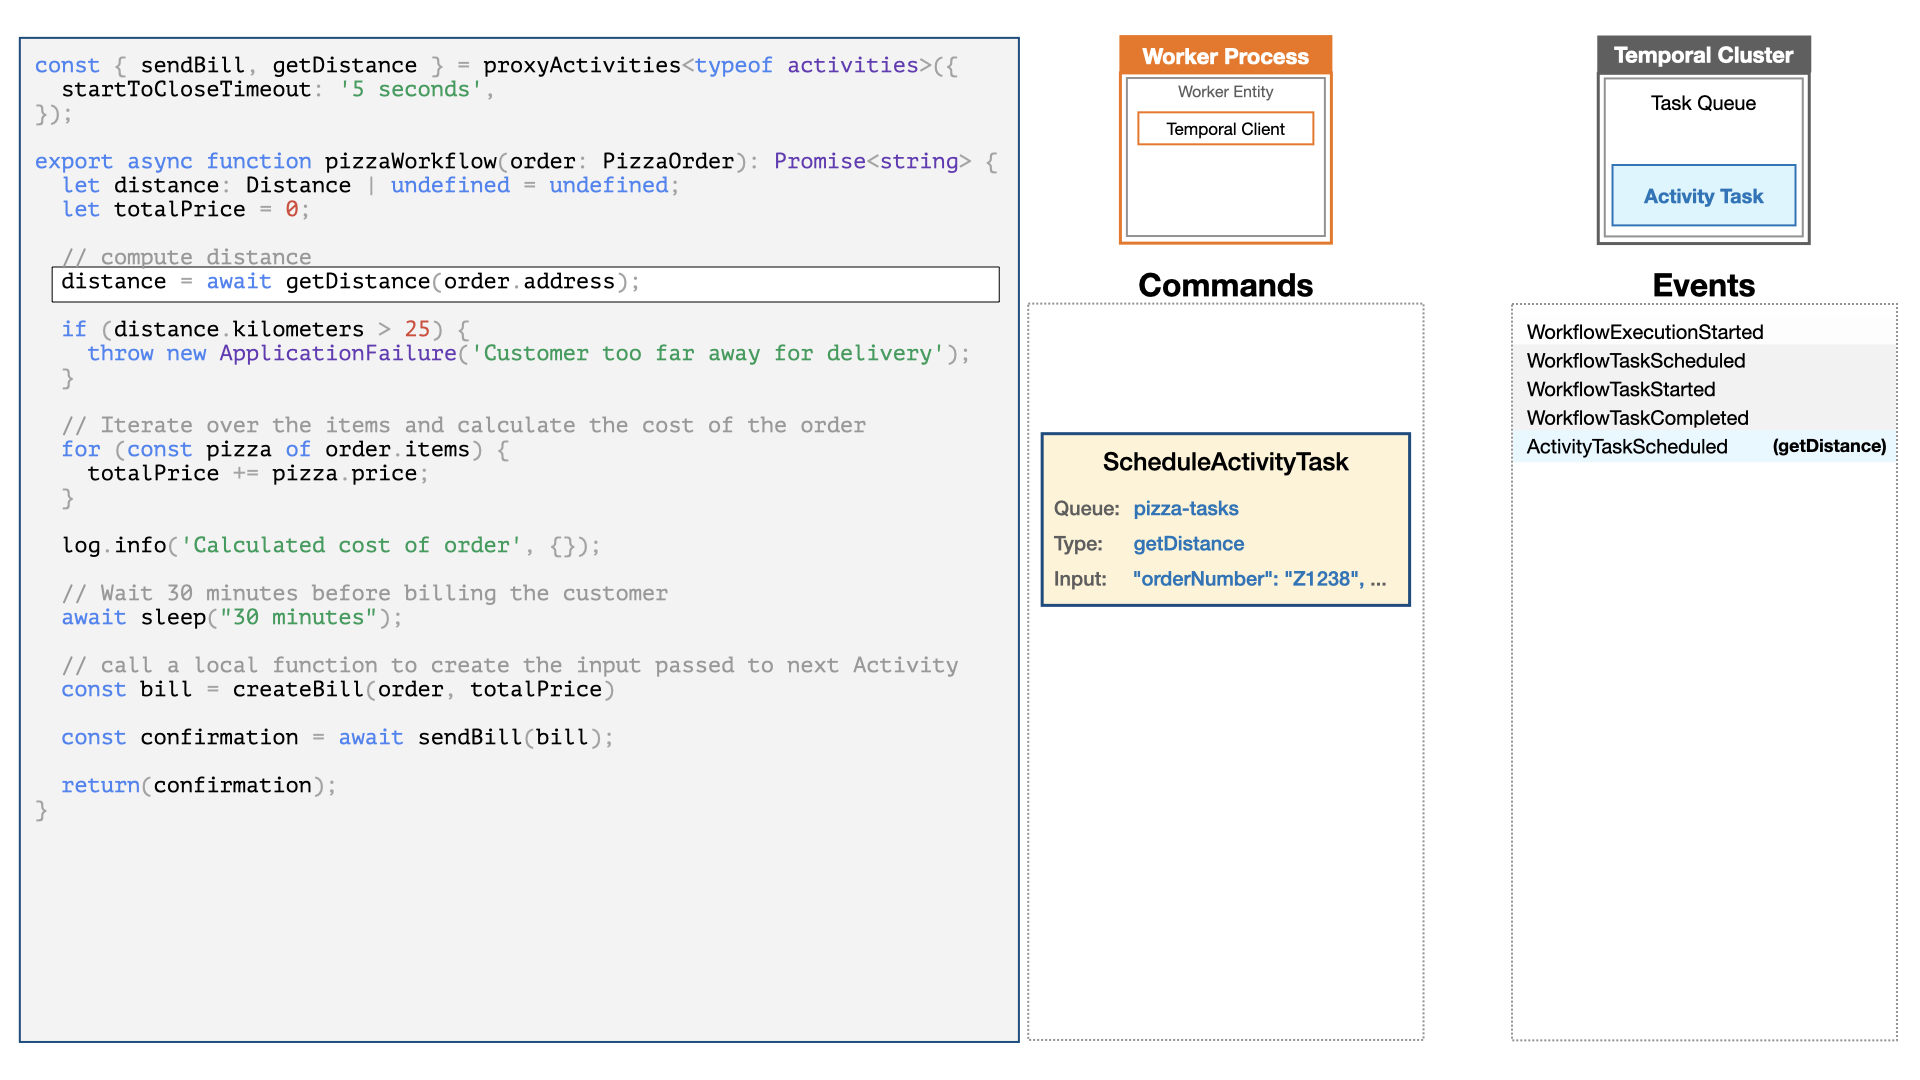 const { sendBill, getDistance } = proxyActivities<typeof activities>({
  startToCloseTimeout: '5 seconds',
});

export async function pizzaWorkflow(order: PizzaOrder): Promise<string> {
  let distance: Distance | undefined = undefined;
  let totalPrice = 0;

  // compute distance
  distance = await getDistance(order.address);

  if (distance.kilometers > 25) {
    throw new ApplicationFailure('Customer too far away for delivery');
  }

  // Iterate over the items and calculate the cost of the order
  for (const pizza of order.items) {
    totalPrice += pizza.price;
  }

  log.info('Calculated cost of order', {});

  // Wait 30 minutes before billing the customer
  await sleep("30 minutes");

  // call a local function to create the input passed to next Activity
  const bill = createBill(order, totalPrice)

  const confirmation = await sendBill(bill);

  return(confirmation);
}
Worker Process
Worker Entity
Temporal Client
Commands
ScheduleActivityTask
Queue: pizza-tasks
Type: getDistance
Input: "orderNumber": "Z1238", ...
Temporal Cluster
Task Queue
Activity Task
Events
WorkflowExecutionStarted
WorkflowTaskScheduled
WorkflowTaskStarted
WorkflowTaskCompleted
ActivityTaskScheduled (getDistance)